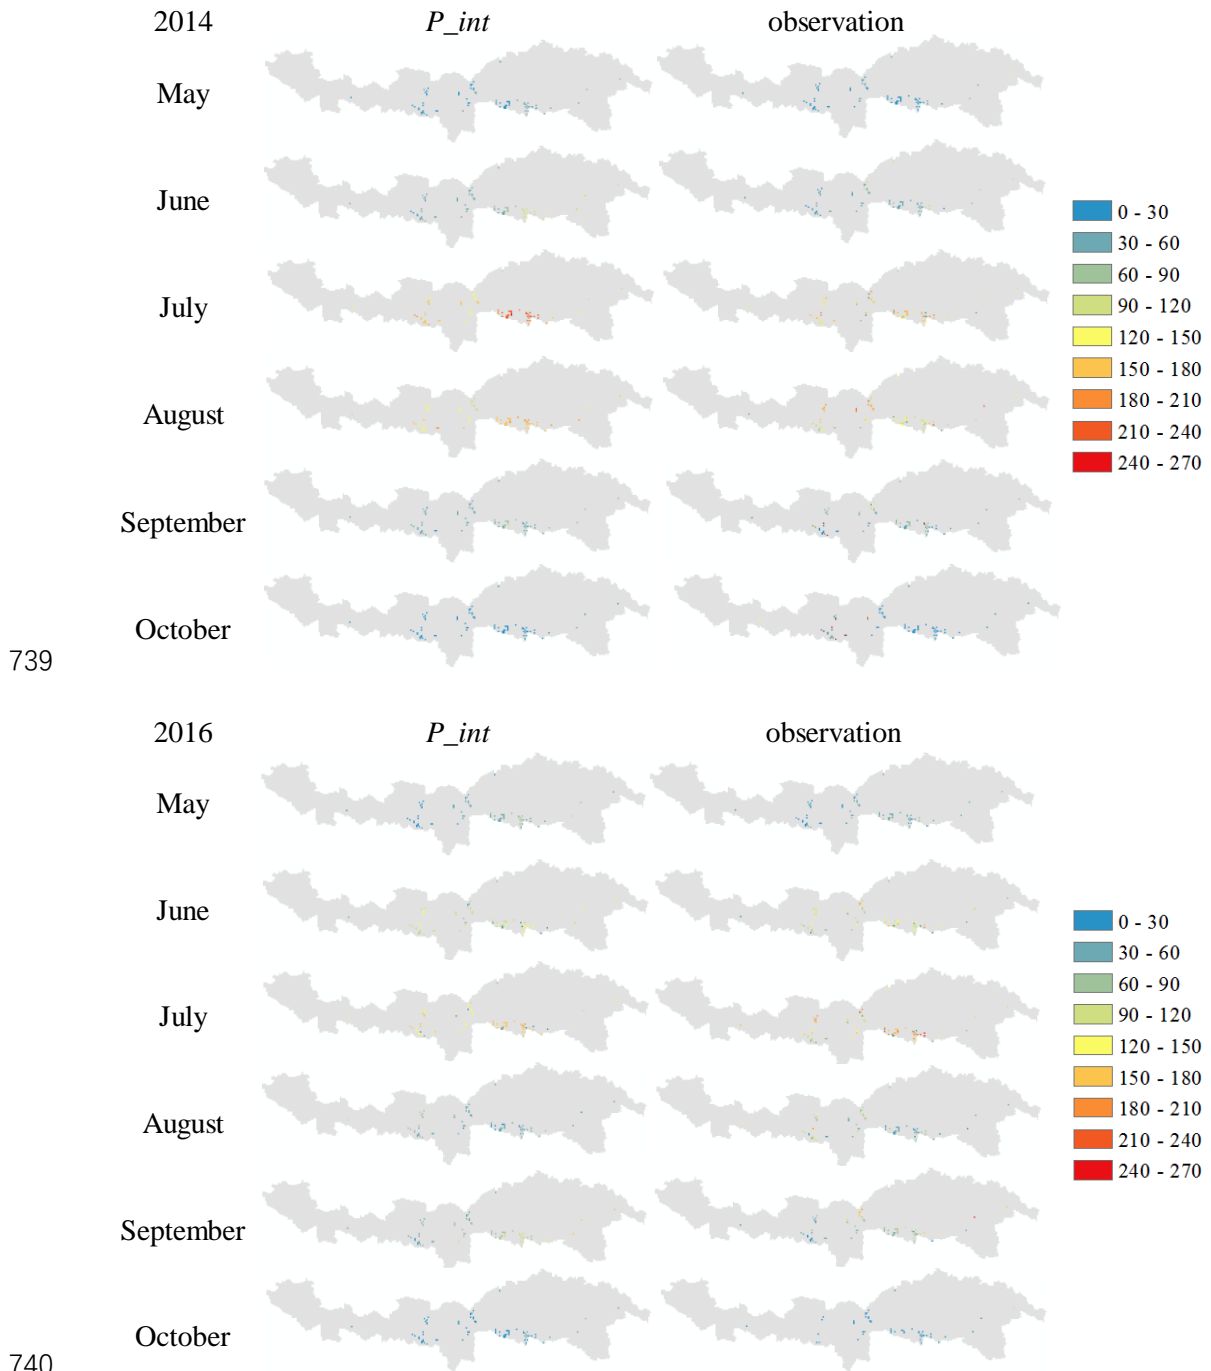 2014 P_int observation
May
June
July
August
September
October
0 - 30
30 - 60
60 - 90
90 - 120
120 - 150
150 - 180
180 - 210
210 - 240
240 - 270
739
2016 P_int observation
May
June
July
August
September
October
0 - 30
30 - 60
60 - 90
90 - 120
120 - 150
150 - 180
180 - 210
210 - 240
240 - 270
740